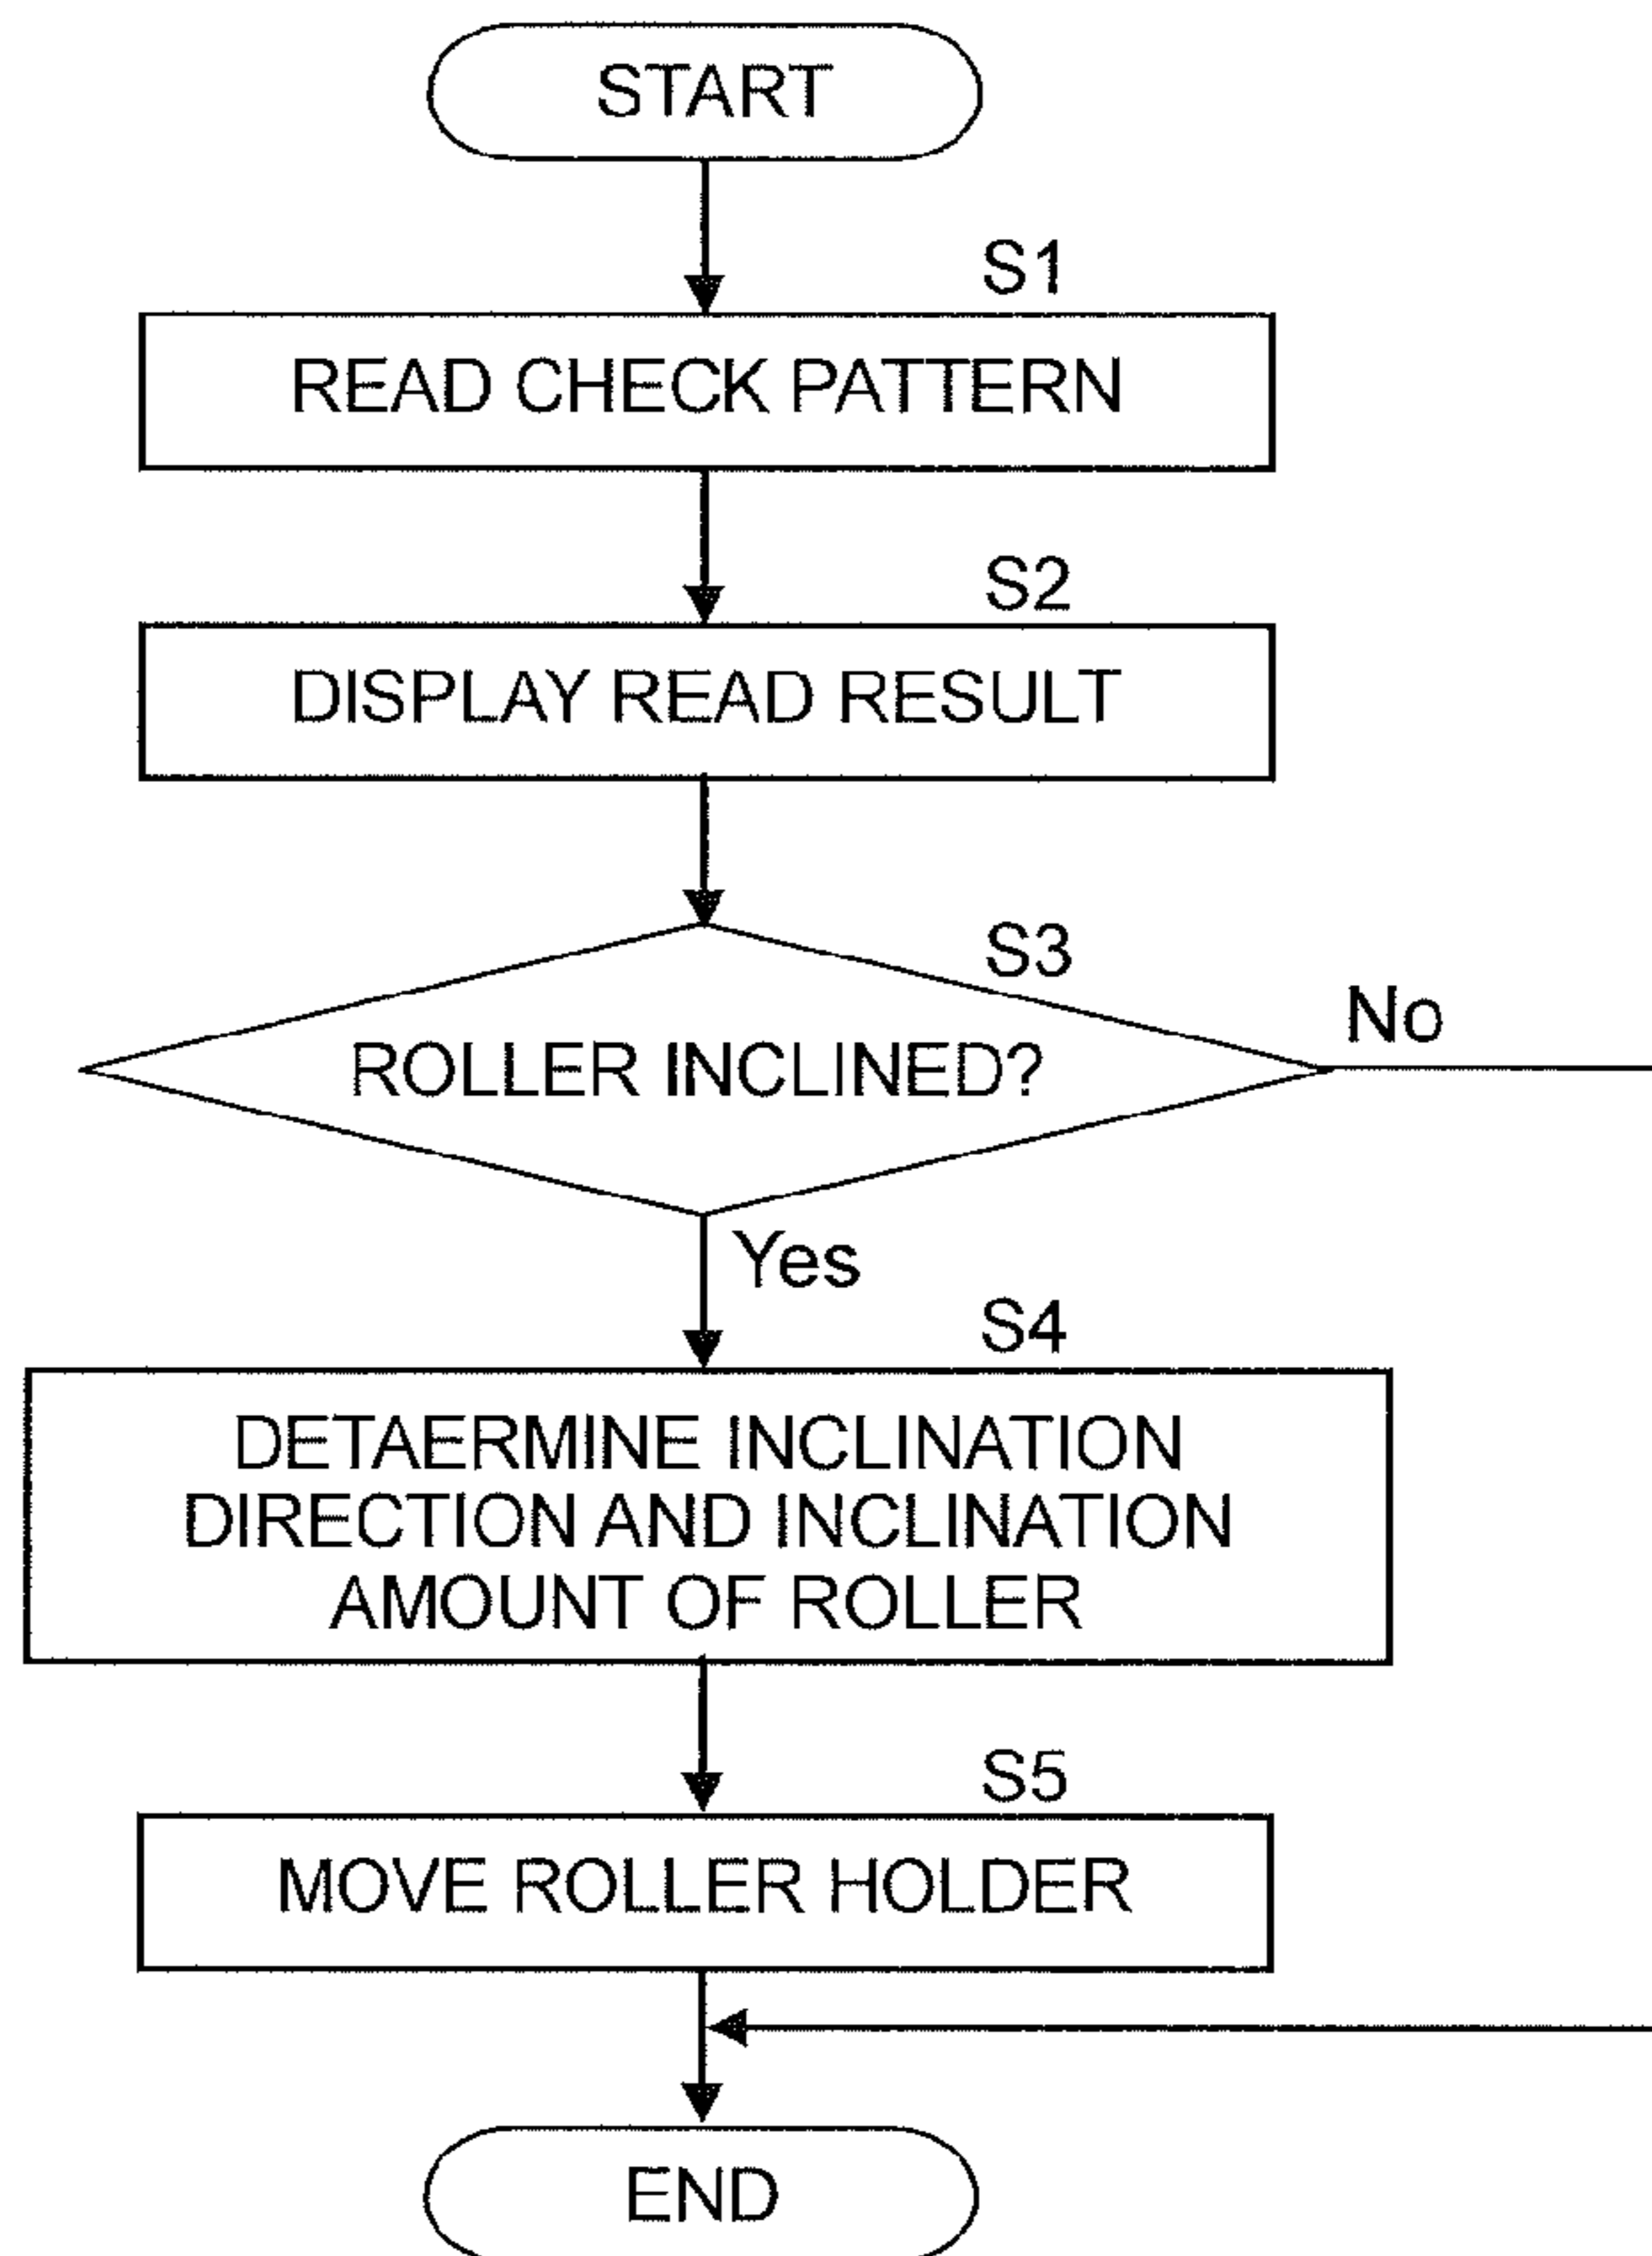 START
S1
READ CHECK PATTERN
S2
DISPLAY READ RESULT
S3
ROLLER INCLINED?
No
Yes
S4
DETAERMINE INCLINATION
DIRECTION AND INCLINATION
AMOUNT OF ROLLER
S5
MOVE ROLLER HOLDER
END